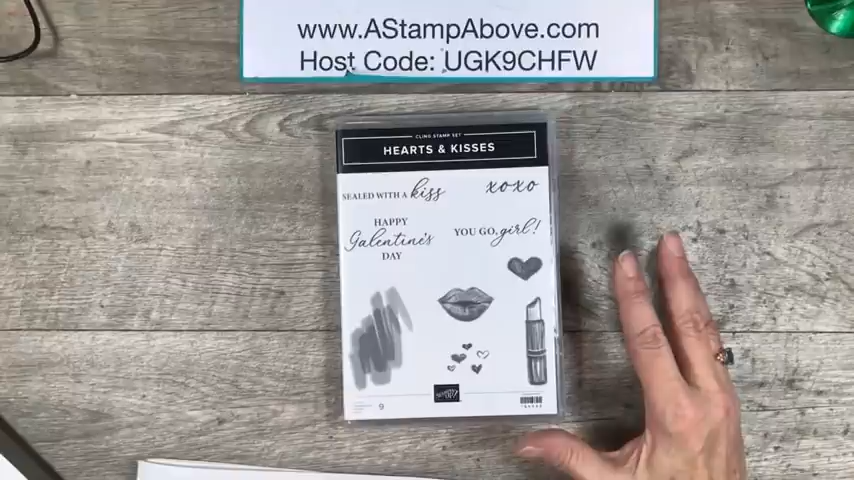 www.AStampAbove.com
Host Code: UGK9CHFW
CLING STAMP SET
HEARTS & KISSES
SEALED WITH A kiss
xoxo
HAPPY
Galentine's
DAY
YOU GO, girl!
9